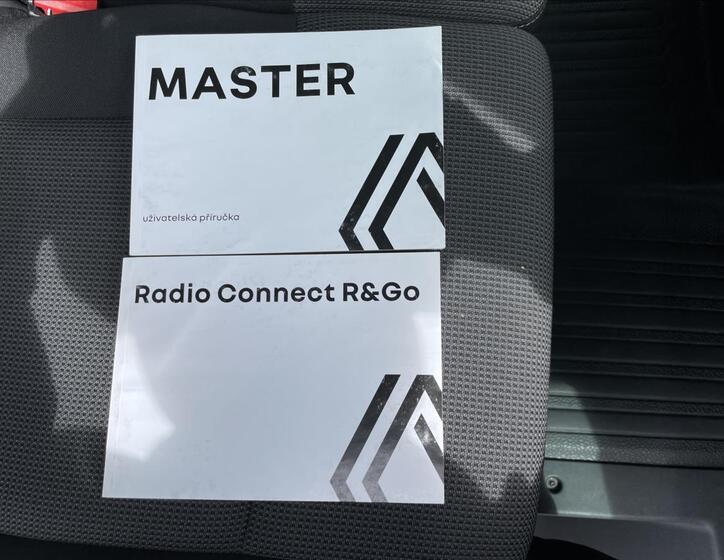 MASTER
uživatelská příručka
Radio Connect R&Go